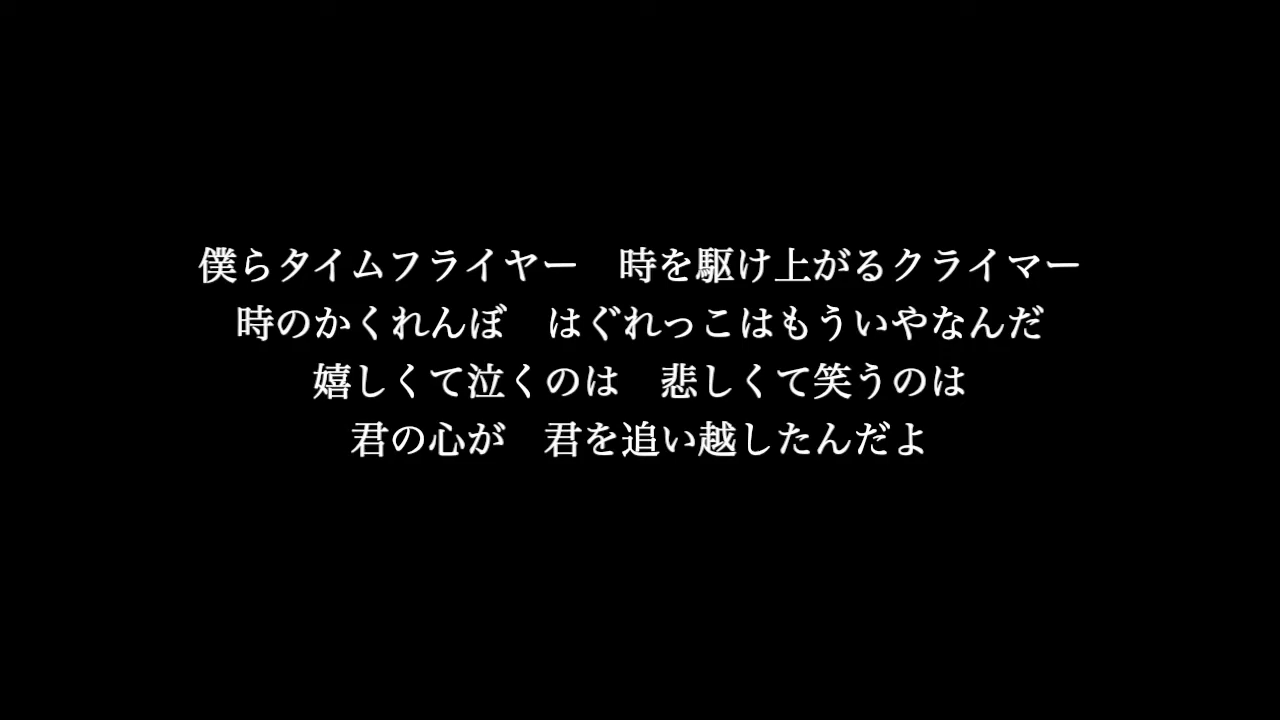 僕らタイムフライヤー　時を駆け上がるクライマー
時のかくれんぼ　はぐれっこはもういやなんだ
嬉しくて泣くのは　悲しくて笑うのは
君の心が　君を追い越したんだよ